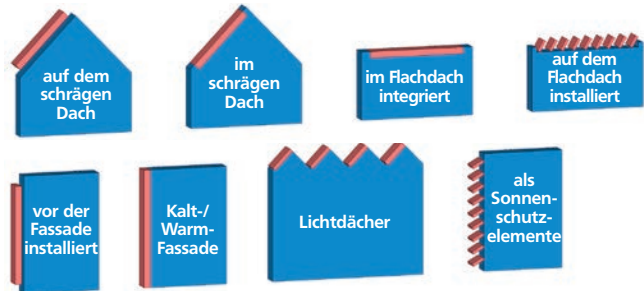 auf dem
schrägen
Dach
im
schrägen
Dach
im Flachdach
integriert
auf dem
Flachdach
installiert
vor der
Fassade
installiert
Kalt-/
Warm-
Fassade
Lichtdächer
als
Sonnen-
schutz-
elemente